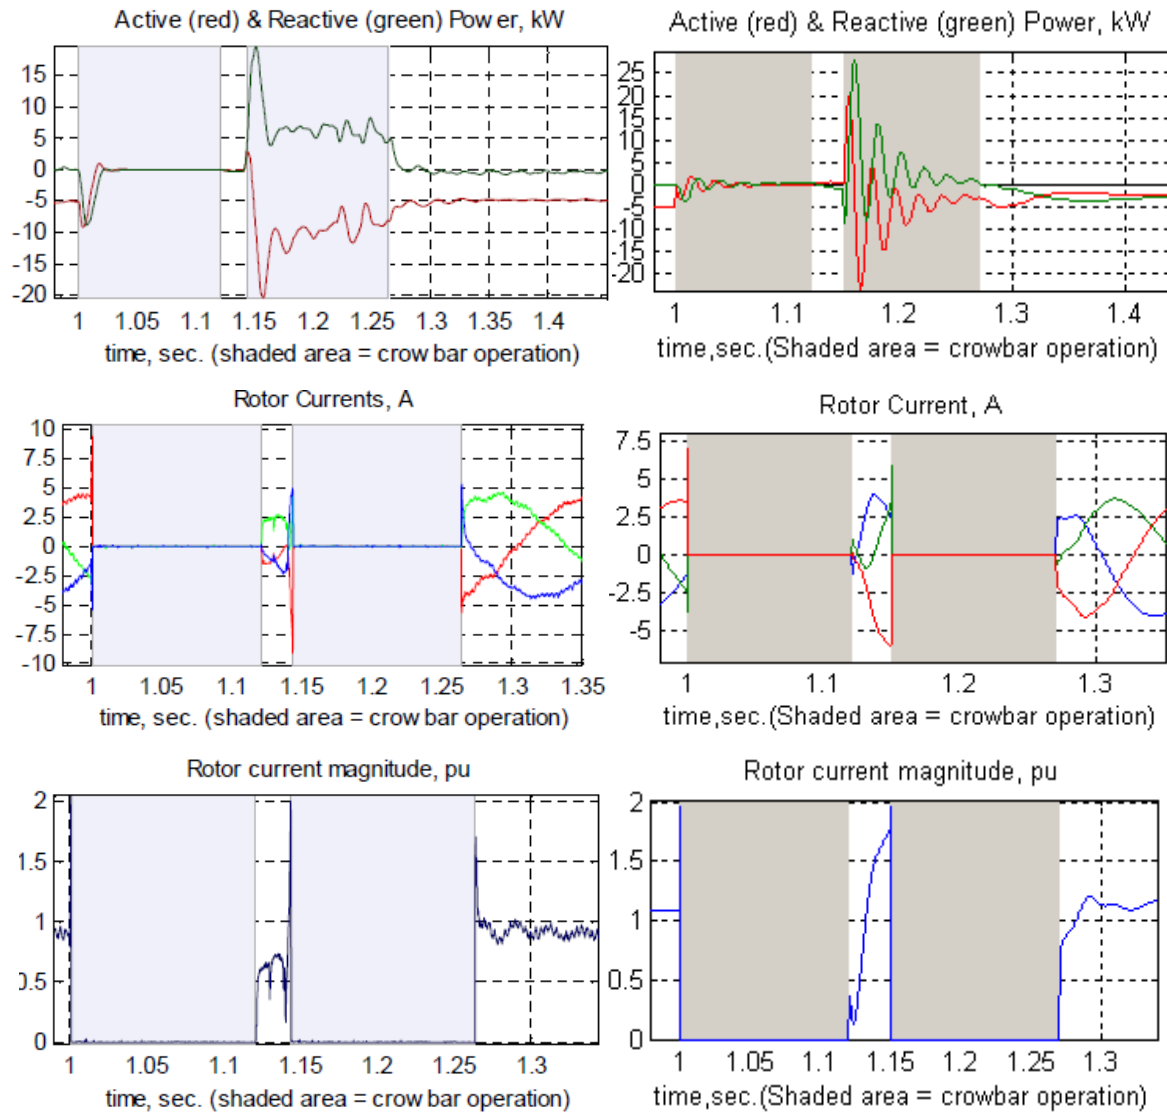 Active (red) & Reactive (green) Power, kW
15
10
5
0
-5
-10
-15
-20
1 1.05 1.1 1.15 1.2 1.25 1.3 1.35 1.4
time, sec. (shaded area = crow bar operation)
Active (red) & Reactive (green) Power, kW
25
20
15
10
5
0
-5
-10
-15
-20
1 1.1 1.2 1.3 1.4
time,sec.(Shaded area = crowbar operation)
Rotor Currents, A
10
7.5
5
2.5
0
-2.5
-5
-7.5
-10
1 1.05 1.1 1.15 1.2 1.25 1.3 1.35
time, sec. (shaded area = crow bar operation)
Rotor Current, A
7.5
5
2.5
0
-2.5
-5
1 1.1 1.2 1.3
time,sec.(Shaded area = crowbar operation)
Rotor current magnitude, pu
2
1.5
1
0.5
0
1 1.05 1.1 1.15 1.2 1.25 1.3
time, sec. (shaded area = crow bar operation)
Rotor current magnitude, pu
2
1.5
1
0.5
0
1 1.05 1.1 1.15 1.2 1.25 1.3
time,sec.(Shaded area = crowbar operation)